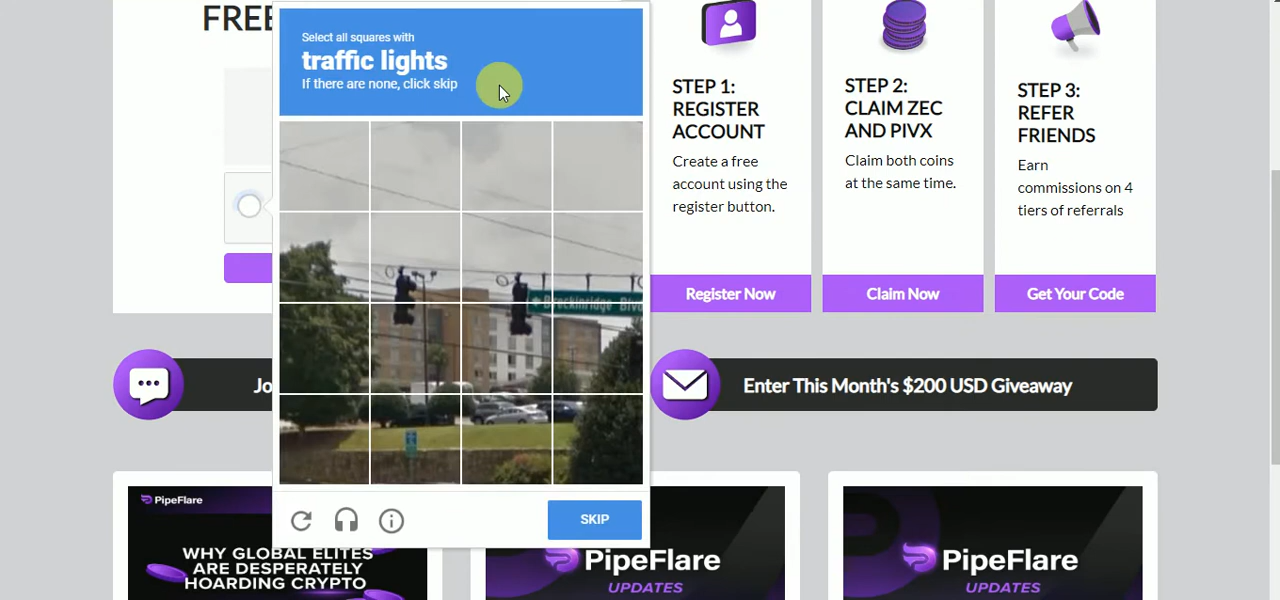 FREE
Select all squares with
traffic lights
If there are none, click skip
SKIP
STEP 1:
REGISTER
ACCOUNT
Create a free
account using the
register button.
Register Now
STEP 2:
CLAIM ZEC
AND PIVX
Claim both coins
at the same time.
Claim Now
STEP 3:
REFER
FRIENDS
Earn
commissions on 4
tiers of referrals
Get Your Code
Jo
Enter This Month's $200 USD Giveaway
PipeFlare
WHY GLOBAL ELITES
ARE DESPERATELY
HOARDING CRYPTO
PipeFlare
UPDATES
PipeFlare
UPDATES